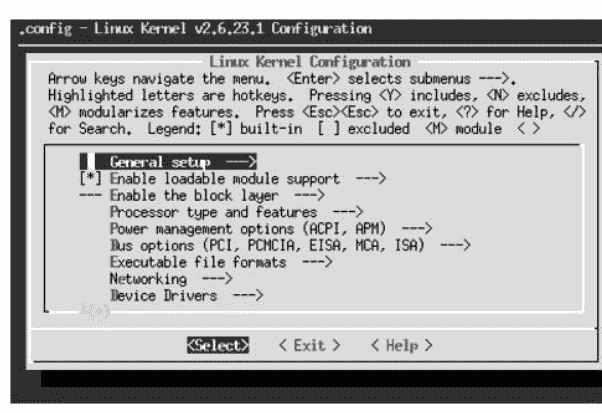 .config - Linux Kernel v2.6.23.1 Configuration
Linux Kernel Configuration
Arrow keys navigate the menu. <Enter> selects submenus --->.
Highlighted letters are hotkeys. Pressing <Y> includes, <N> excludes,
<M> modularizes features. Press <Esc><Esc> to exit, <?> for Help, </>
for Search. Legend: [*] built-in [ ] excluded <M> module < >
General setup --->
[*] Enable loadable module support --->
--- Enable the block layer --->
Processor type and features --->
Power management options (ACPI, APM) --->
Bus options (PCI, PCMCIA, EISA, MCA, ISA) --->
Executable file formats --->
Networking --->
Device Drivers --->
<Select> < Exit > < Help >